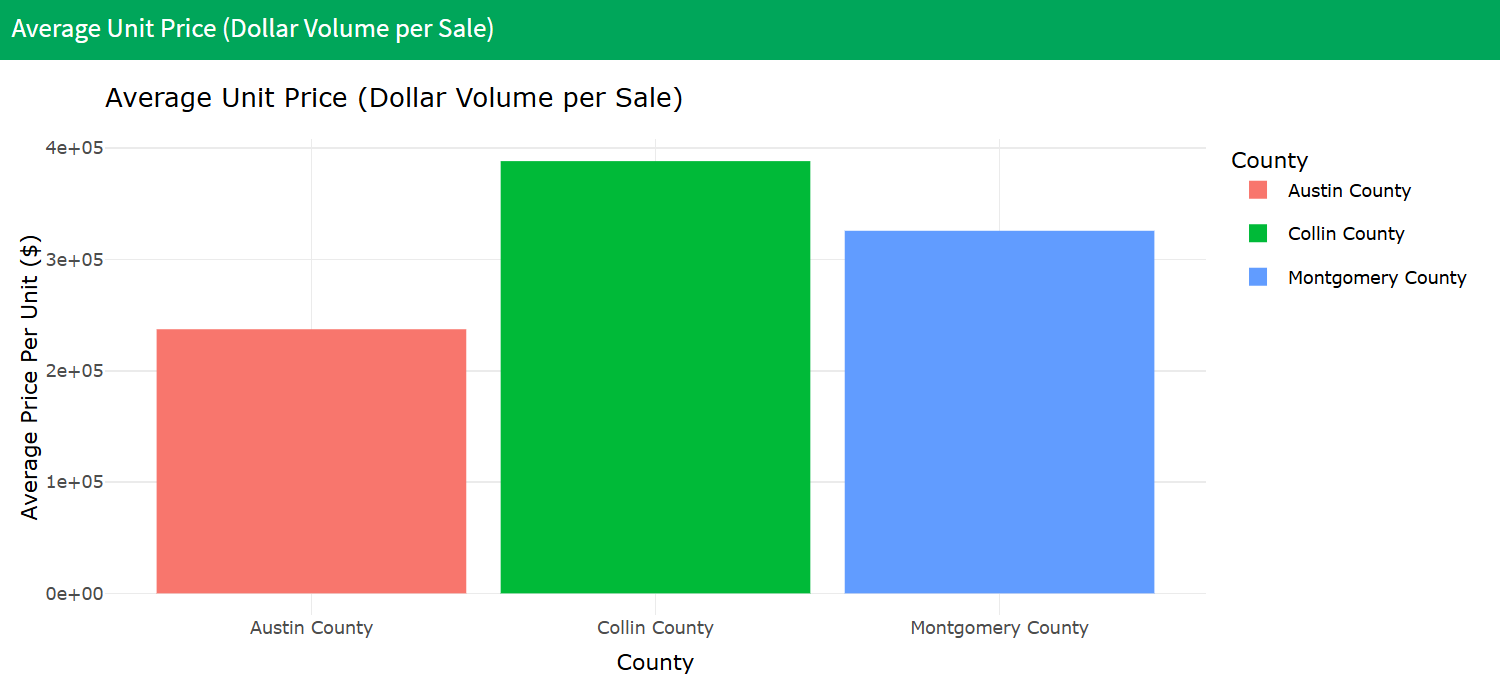 Average Unit Price (Dollar Volume per Sale)
Average Unit Price (Dollar Volume per Sale)
Average Price Per Unit ($)
4e+05
3e+05
2e+05
1e+05
0e+00
Austin County
Collin County
Montgomery County
County
County
Austin County
Collin County
Montgomery County